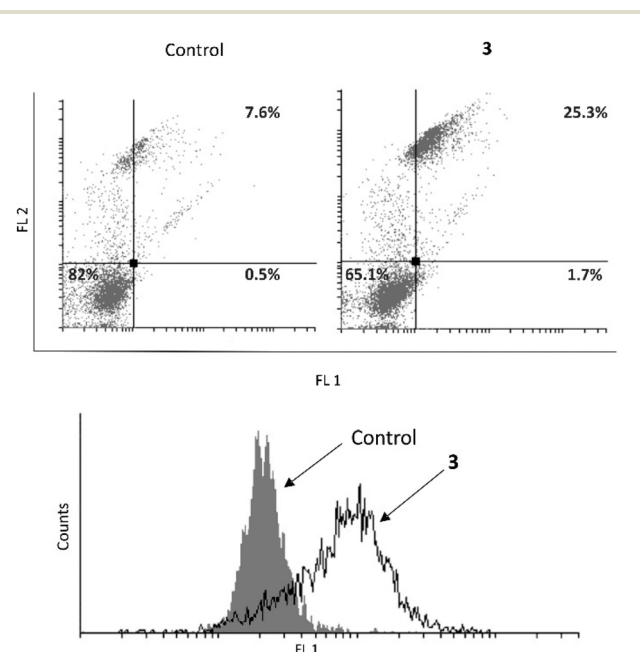 Control
3
7.6%
25.3%
FL 2
82%
0.5%
65.1%
1.7%
FL 1
Control
3
Counts
FL 1